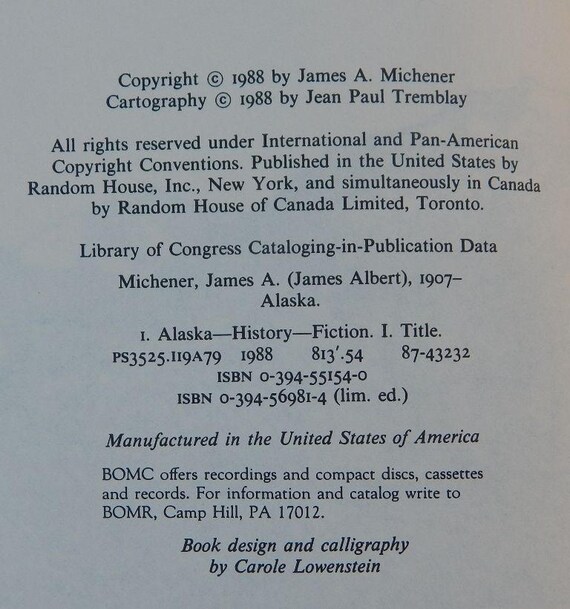 Copyright © 1988 by James A. Michener
Cartography © 1988 by Jean Paul Tremblay
All rights reserved under International and Pan-American
Copyright Conventions. Published in the United States by
Random House, Inc., New York, and simultaneously in Canada
by Random House of Canada Limited, Toronto.
Library of Congress Cataloging-in-Publication Data
Michener, James A. (James Albert), 1907–
Alaska.
1. Alaska—History—Fiction. I. Title.
PS3525.I19A79 1988 813'.54 87-43232
ISBN 0-394-55154-0
ISBN 0-394-56981-4 (lim. ed.)
Manufactured in the United States of America
BOMC offers recordings and compact discs, cassettes
and records. For information and catalog write to
BOMR, Camp Hill, PA 17012.
Book design and calligraphy
by Carole Lowenstein